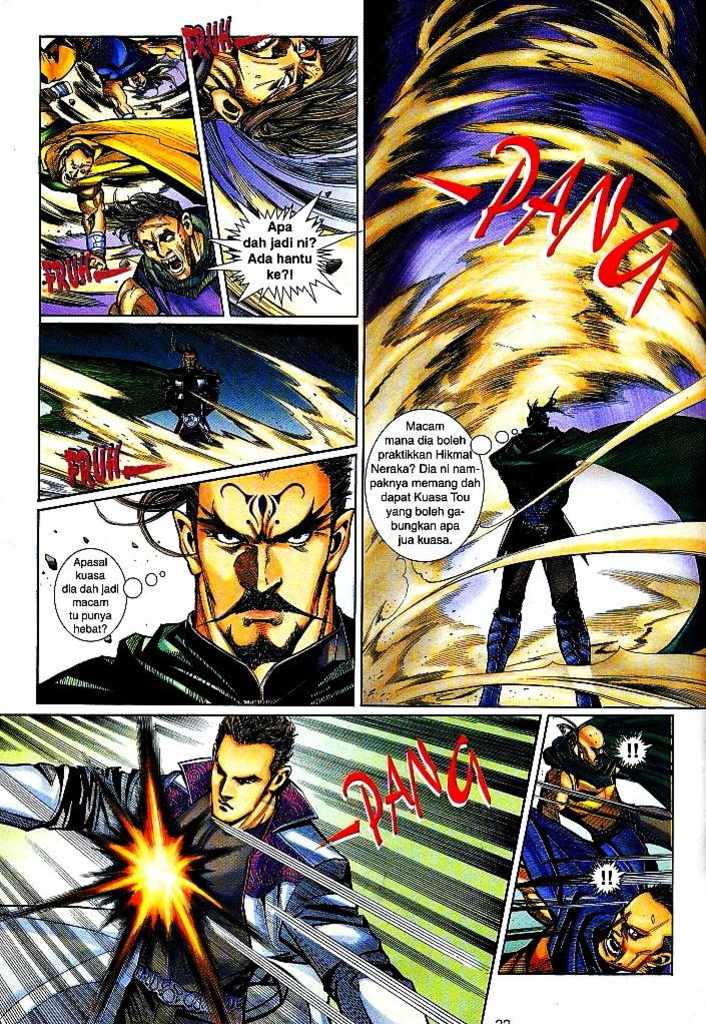 FRUH
Apa
dah jadi ni?
Ada hantu
ke?!
FRUH
FRUH
Apasal
kuasa
dia dah jadi
macam
tu punya
hebat?
PANG
Macam
mana dia boleh
praktikkan Hikmat
Neraka? Dia ni nam-
paknya memang dah
dapat Kuasa Tou
yang boleh ga-
bungkan apa
jua kuasa.
PANG
!!
!!